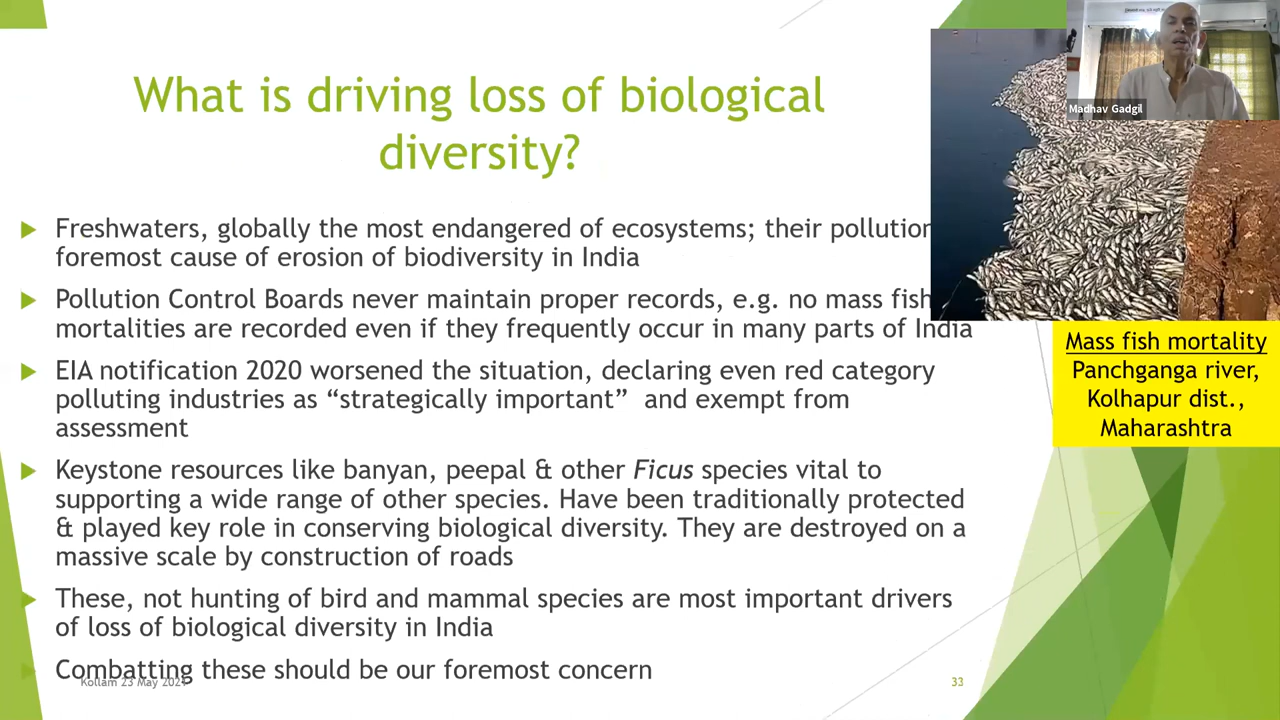 What is driving loss of biological
diversity?
Freshwaters, globally the most endangered of ecosystems; their pollution
foremost cause of erosion of biodiversity in India
Pollution Control Boards never maintain proper records, e.g. no mass fish
mortalities are recorded even if they frequently occur in many parts of India
EIA notification 2020 worsened the situation, declaring even red category
polluting industries as “strategically important” and exempt from
assessment
Keystone resources like banyan, peepal & other Ficus species vital to
supporting a wide range of other species. Have been traditionally protected
& played key role in conserving biological diversity. They are destroyed on a
massive scale by construction of roads
These, not hunting of bird and mammal species are most important drivers
of loss of biological diversity in India
Combatting these should be our foremost concern
Kollam 23 May 2021
33
Madhav Gadgil
Mass fish mortality
Panchganga river,
Kolhapur dist.,
Maharashtra